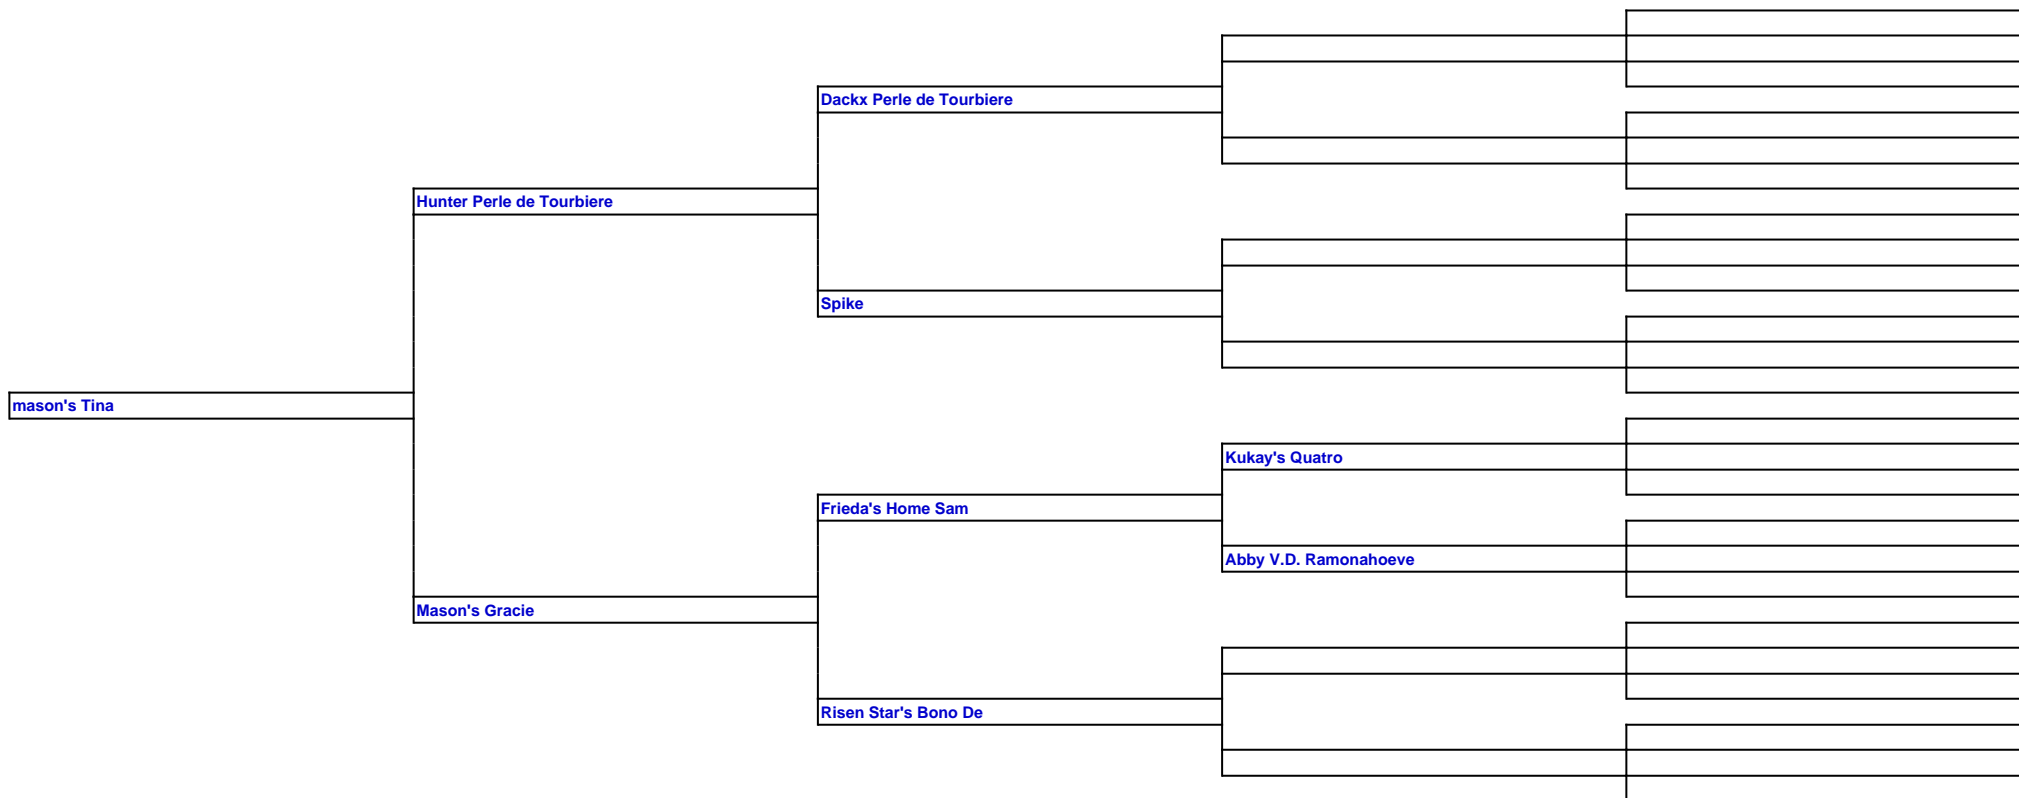 Dackx Perle de Tourbiere
Hunter Perle de Tourbiere
Spike
mason's Tina
Kukay's Quatro
Frieda's Home Sam
Abby V.D. Ramonahoeve
Mason's Gracie
Risen Star's Bono De